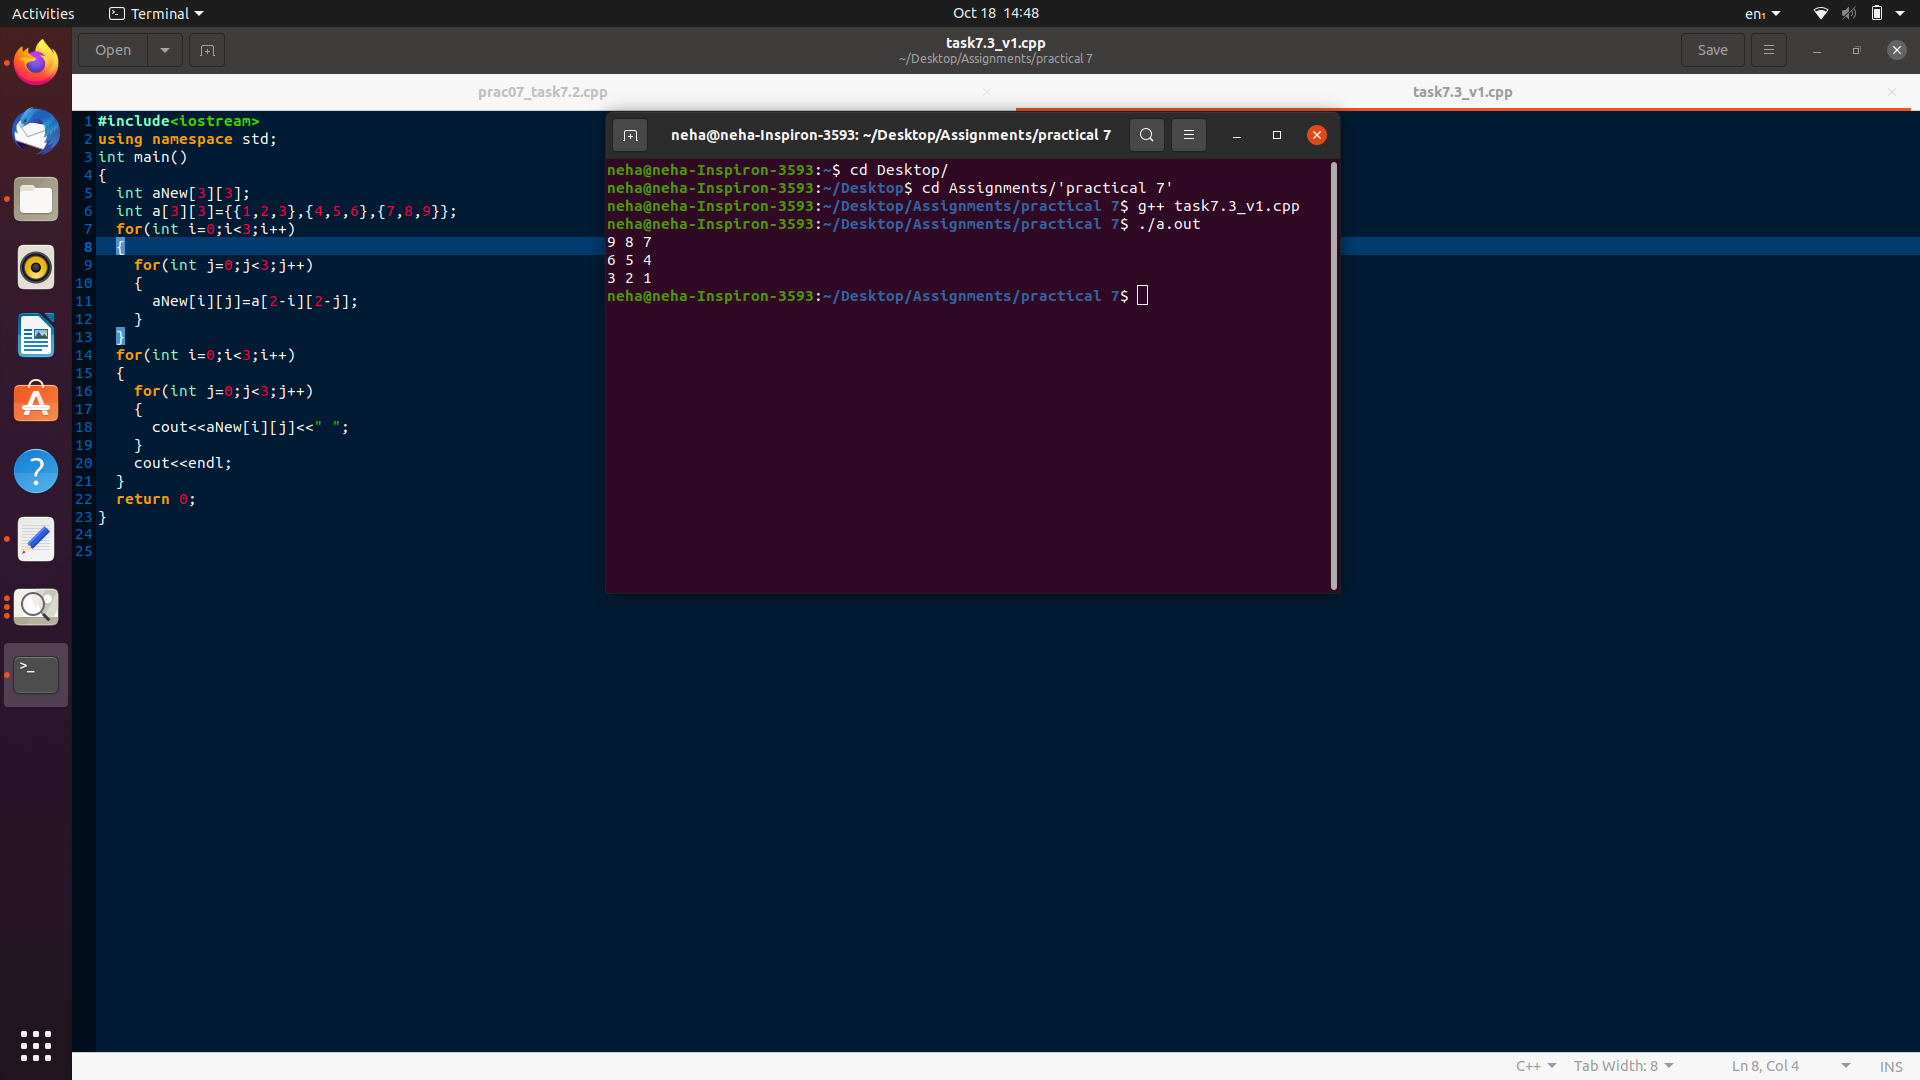 Activities
Terminal
Oct 18 14:48
en₁
Open
task7.3_v1.cpp
~/Desktop/Assignments/practical 7
Save
prac07_task7.2.cpp
task7.3_v1.cpp
1 #include<iostream>
2 using namespace std;
3 int main()
4 {
5   int aNew[3][3];
6   int a[3][3]={{1,2,3},{4,5,6},{7,8,9}};
7   for(int i=0;i<3;i++)
8   {
9     for(int j=0;j<3;j++)
10     {
11       aNew[i][j]=a[2-i][2-j];
12     }
13   }
14   for(int i=0;i<3;i++)
15   {
16     for(int j=0;j<3;j++)
17     {
18       cout<<aNew[i][j]<<" ";
19     }
20     cout<<endl;
21   }
22   return 0;
23 }
24
25
neha@neha-Inspiron-3593: ~/Desktop/Assignments/practical 7
neha@neha-Inspiron-3593:~$ cd Desktop/
neha@neha-Inspiron-3593:~/Desktop$ cd Assignments/'practical 7'
neha@neha-Inspiron-3593:~/Desktop/Assignments/practical 7$ g++ task7.3_v1.cpp
neha@neha-Inspiron-3593:~/Desktop/Assignments/practical 7$ ./a.out
9 8 7
6 5 4
3 2 1
neha@neha-Inspiron-3593:~/Desktop/Assignments/practical 7$
C++
Tab Width: 8
Ln 8, Col 4
INS